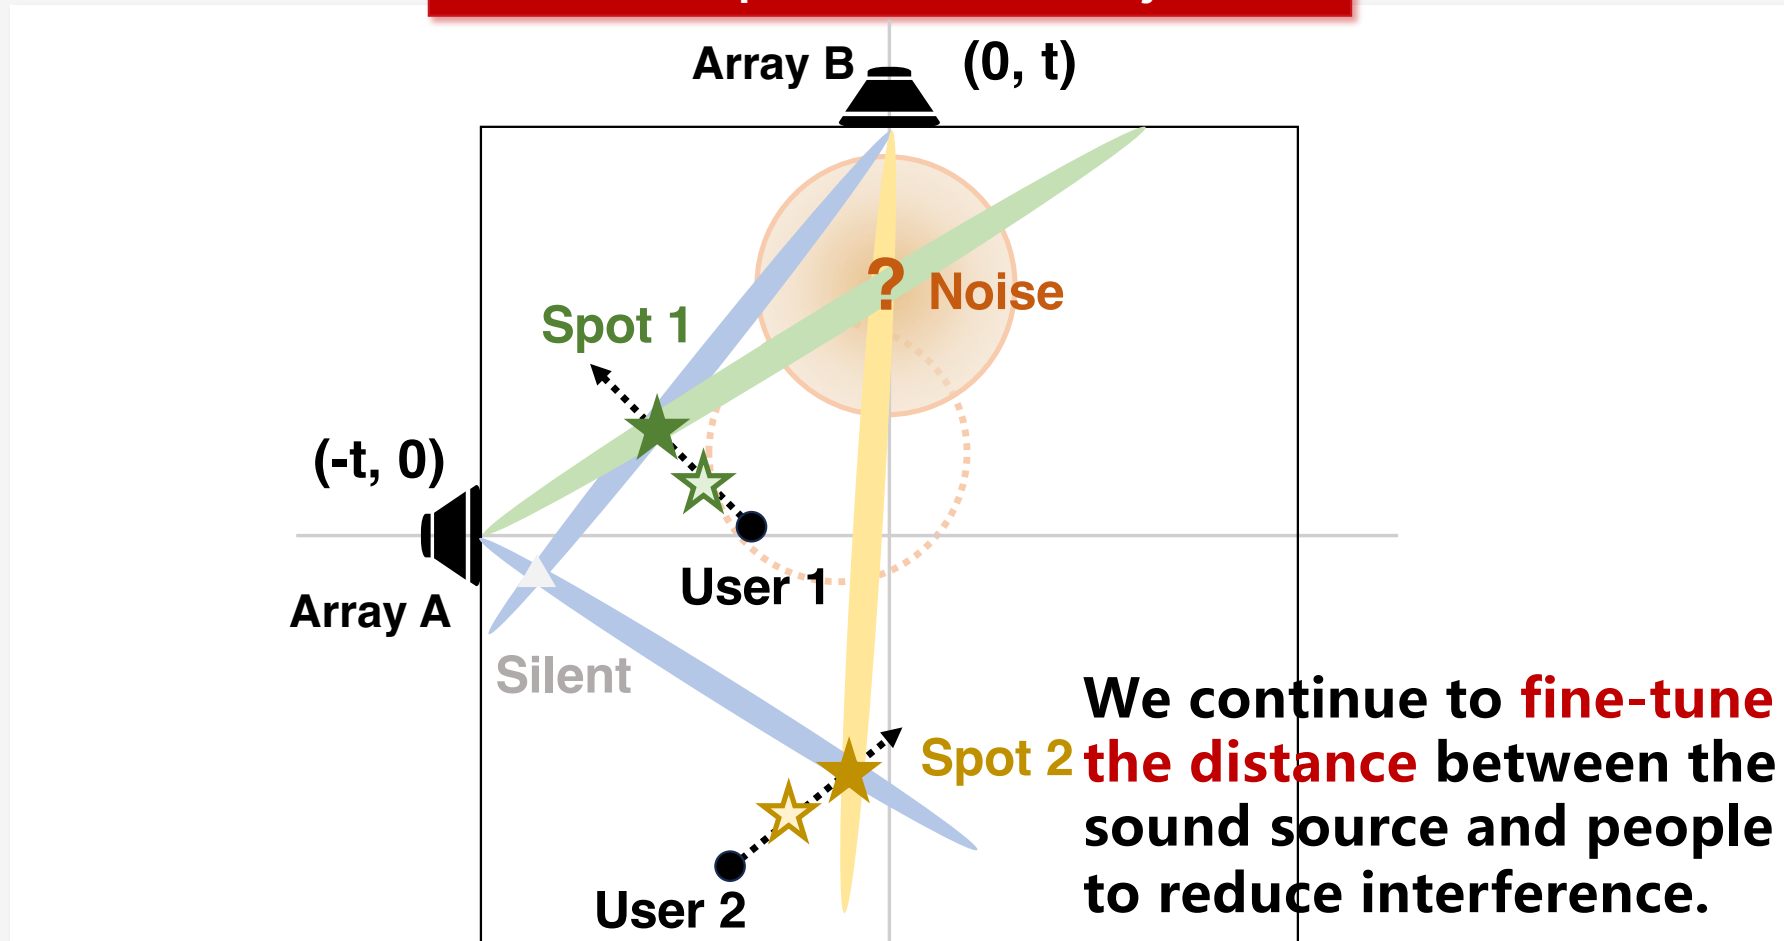 Array B
(0, t)
?
Noise
Spot 1
(-t, 0)
Array A
User 1
Silent
Spot 2
User 2
We continue to fine-tune
the distance between the
sound source and people
to reduce interference.